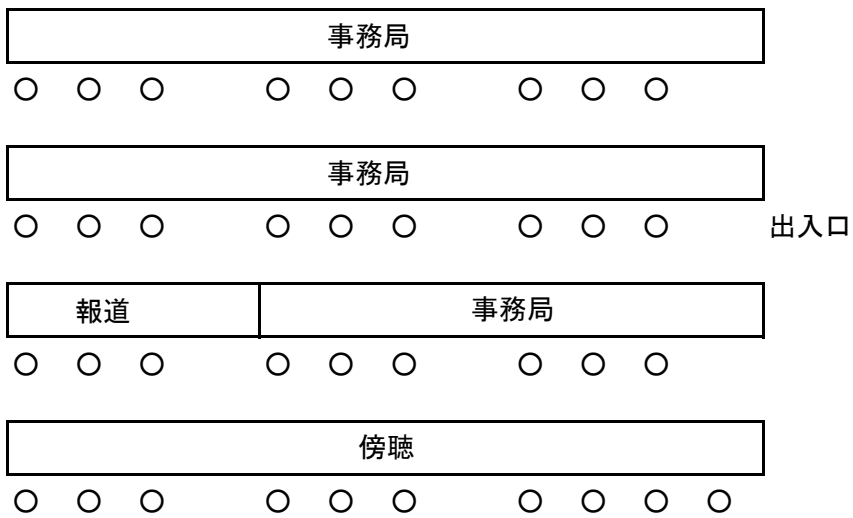 事務局
○ ○ ○ ○ ○ ○ ○ ○ ○
事務局
○ ○ ○ ○ ○ ○ ○ ○ ○ 出入口
報道 事務局
○ ○ ○ ○ ○ ○ ○ ○ ○
傍聴
○ ○ ○ ○ ○ ○ ○ ○ ○ ○